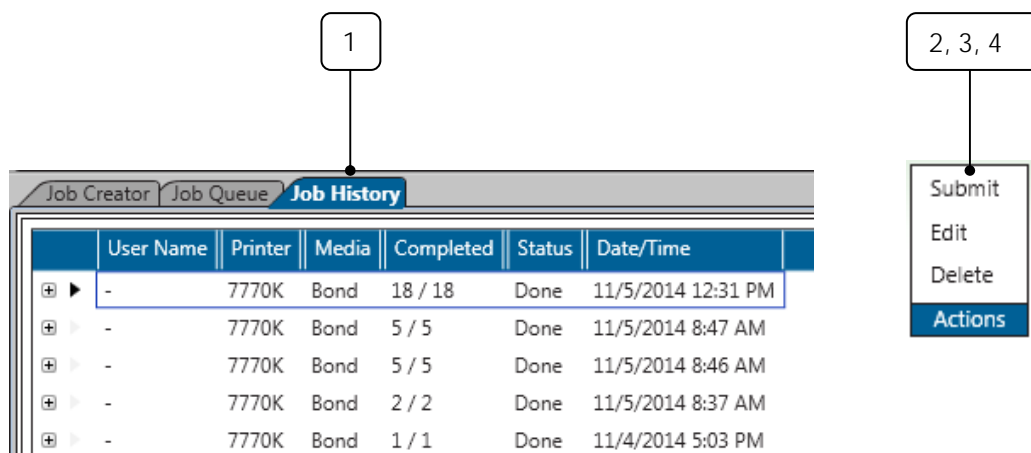 1
2, 3, 4
Job Creator Job Queue Job History
User Name Printer Media Completed Status Date/Time
- 7770K Bond 18 / 18 Done 11/5/2014 12:31 PM
- 7770K Bond 5 / 5 Done 11/5/2014 8:47 AM
- 7770K Bond 5 / 5 Done 11/5/2014 8:46 AM
- 7770K Bond 2 / 2 Done 11/5/2014 8:37 AM
- 7770K Bond 1 / 1 Done 11/4/2014 5:03 PM
Submit
Edit
Delete
Actions